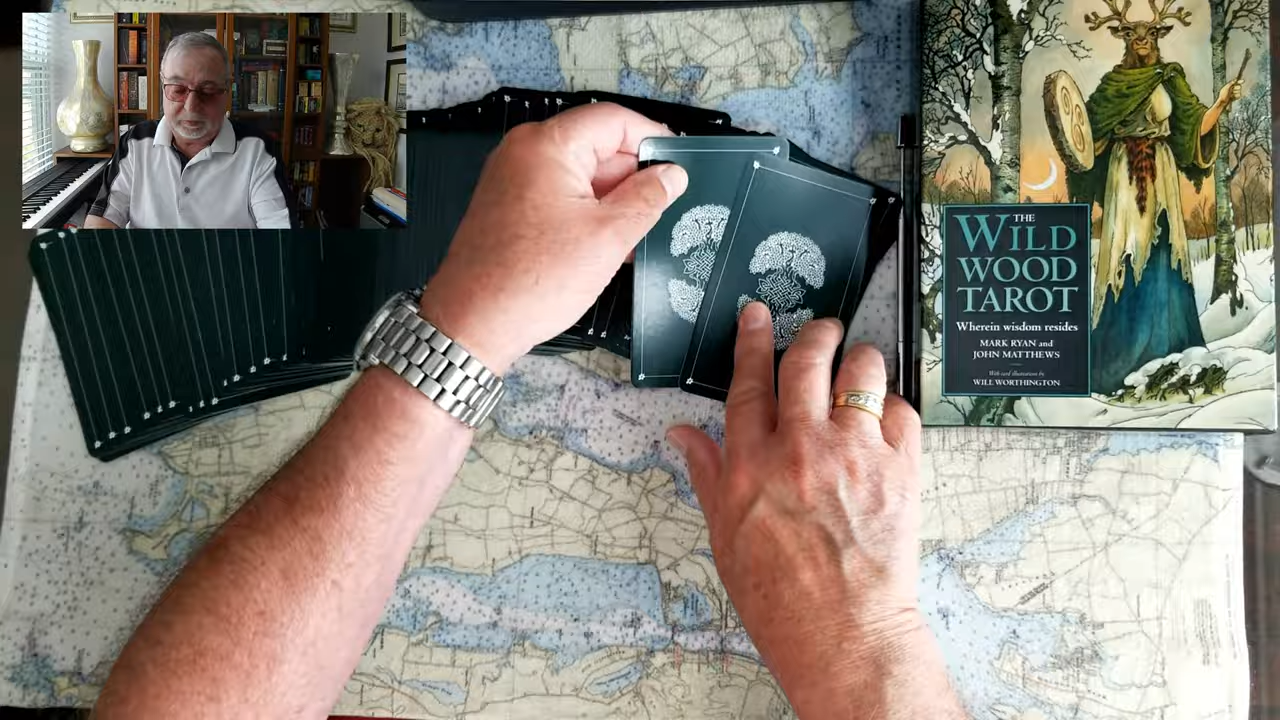 THE
WILD
WOOD
TAROT
Wherein wisdom resides
MARK RYAN and
JOHN MATTHEWS
With card illustrations by
WILL WORTHINGTON